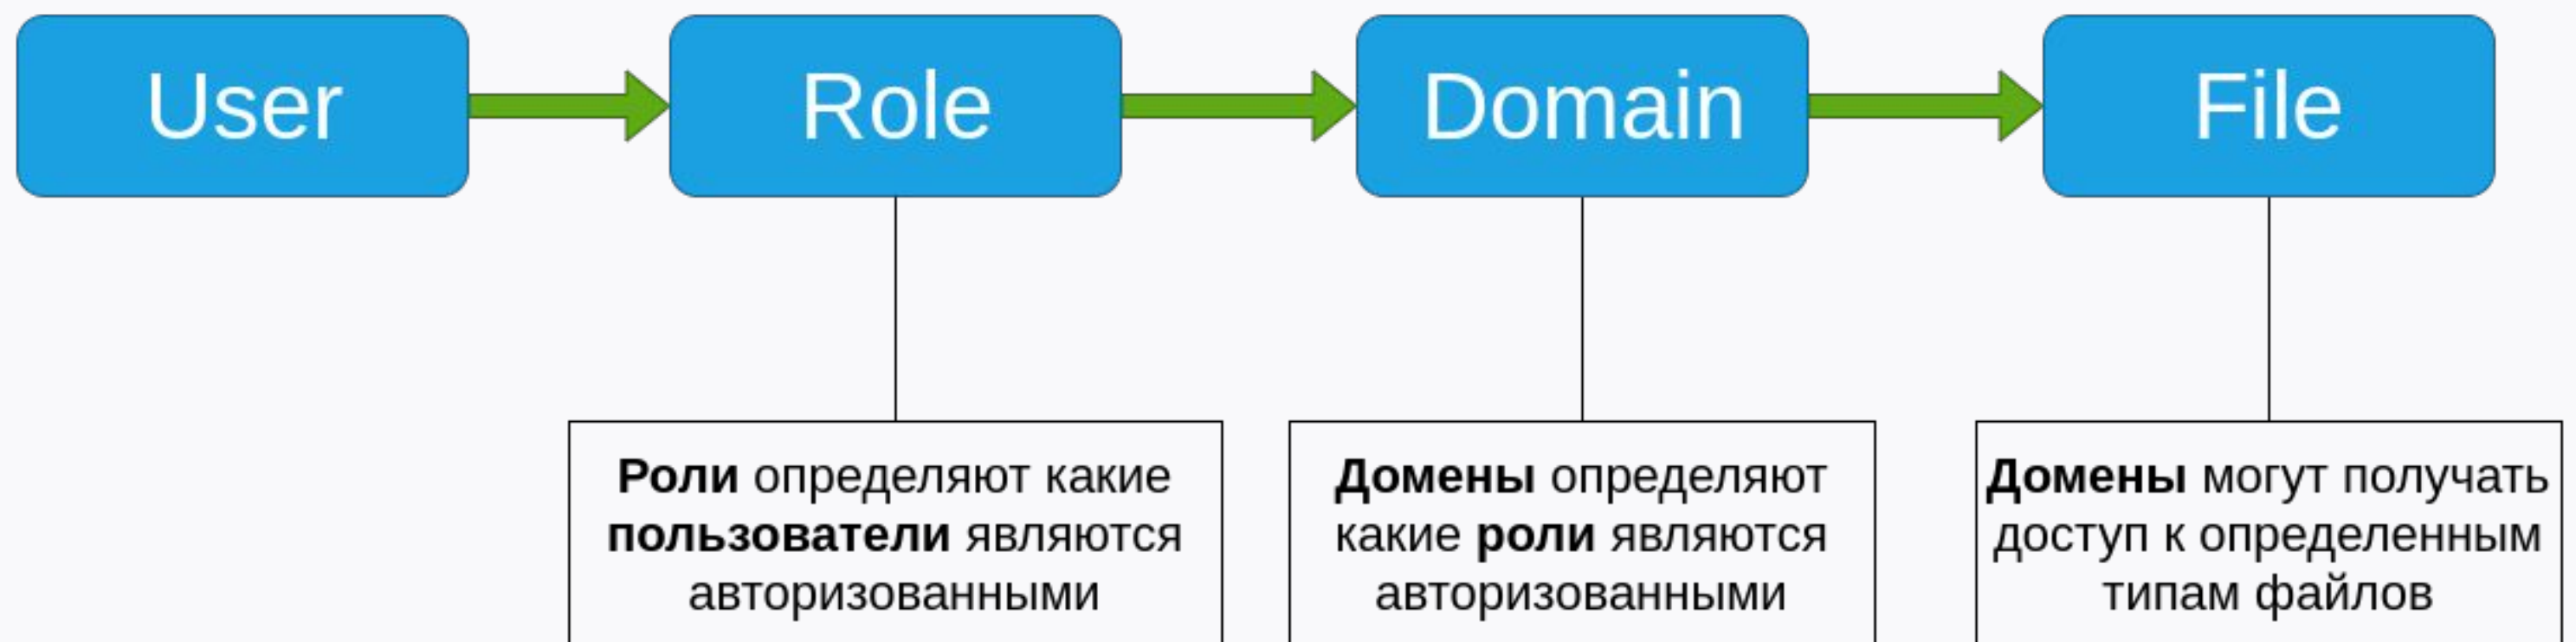 User
Role
Domain
File
Роли определяют какие
пользователи являются
авторизованными
Домены определяют
какие роли являются
авторизованными
Домены могут получать
доступ к определенным
типам файлов